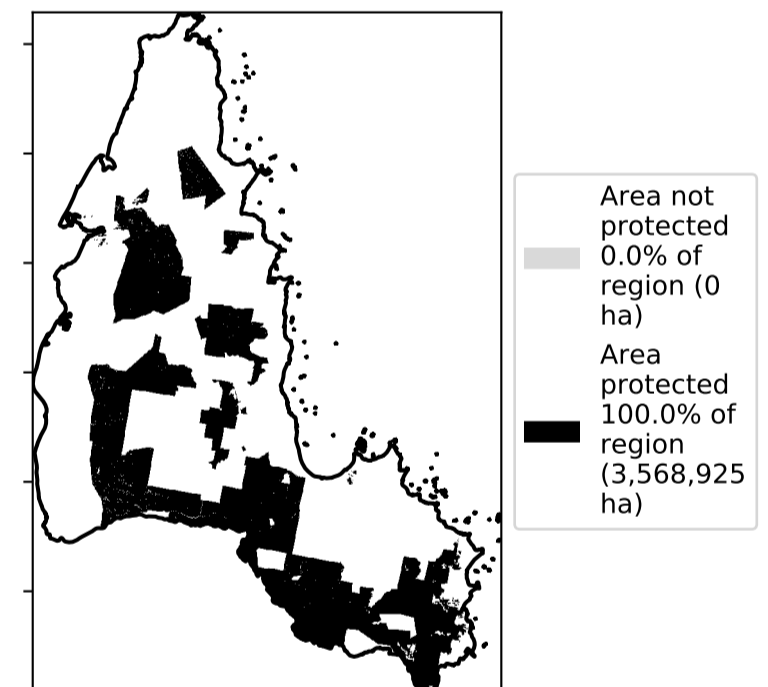 Area not
protected
0.0% of
region (0
ha)
Area
protected
100.0% of
region
(3,568,925
ha)